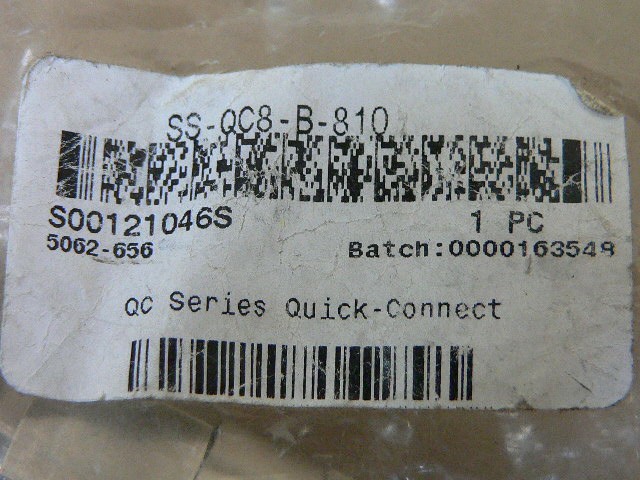 SS-QC8-B-810
S00121046S 1 PC
5062-656 Batch:0000163548
QC Series Quick-Connect